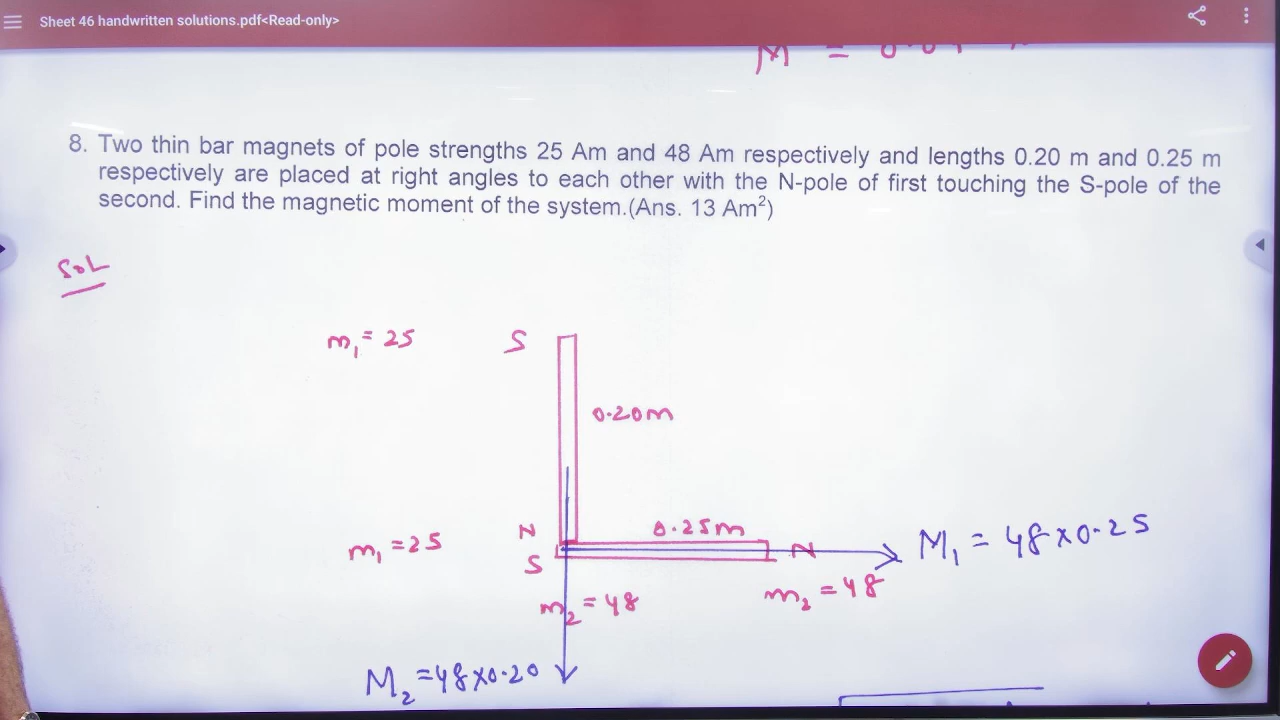 Sheet 46 handwritten solutions.pdf<Read-only>
8. Two thin bar magnets of pole strengths 25 Am and 48 Am respectively and lengths 0.20 m and 0.25 m
respectively are placed at right angles to each other with the N-pole of first touching the S-pole of the
second. Find the magnetic moment of the system.(Ans. 13 Am²)
Sol
m₁ = 25
S
0.20m
N
0.25m
m₁ = 25
S
N
M₁ = 48 x 0.25
m₂ = 48
m₂ = 48
M₂ = 48 x 0.20